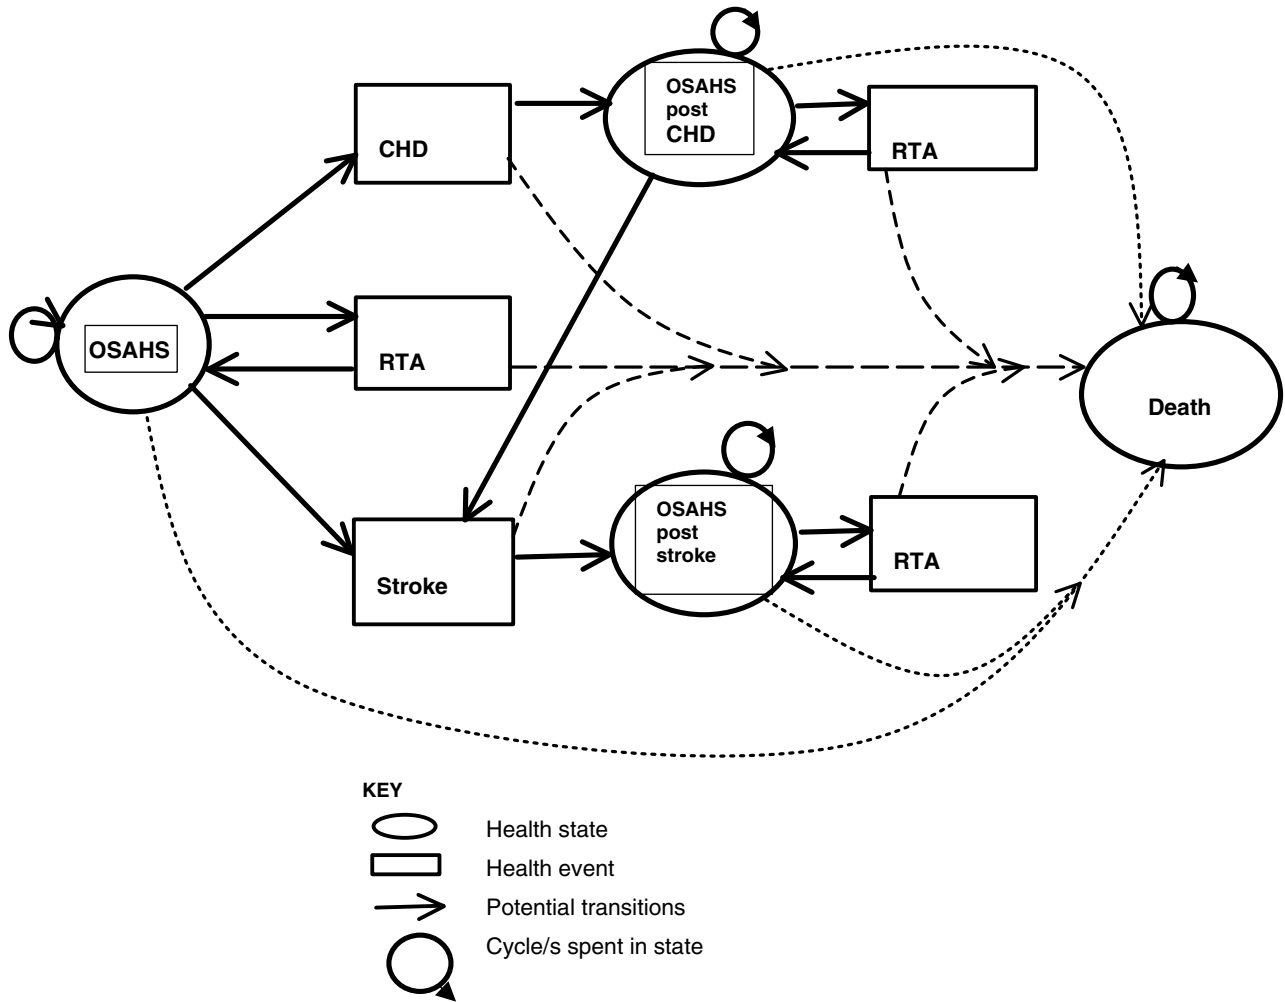 OSAHS
post
CHD
CHD
RTA
OSAHS
RTA
Death
OSAHS
post
stroke
RTA
Stroke
KEY
Health state
Health event
Potential transitions
Cycle/s spent in state